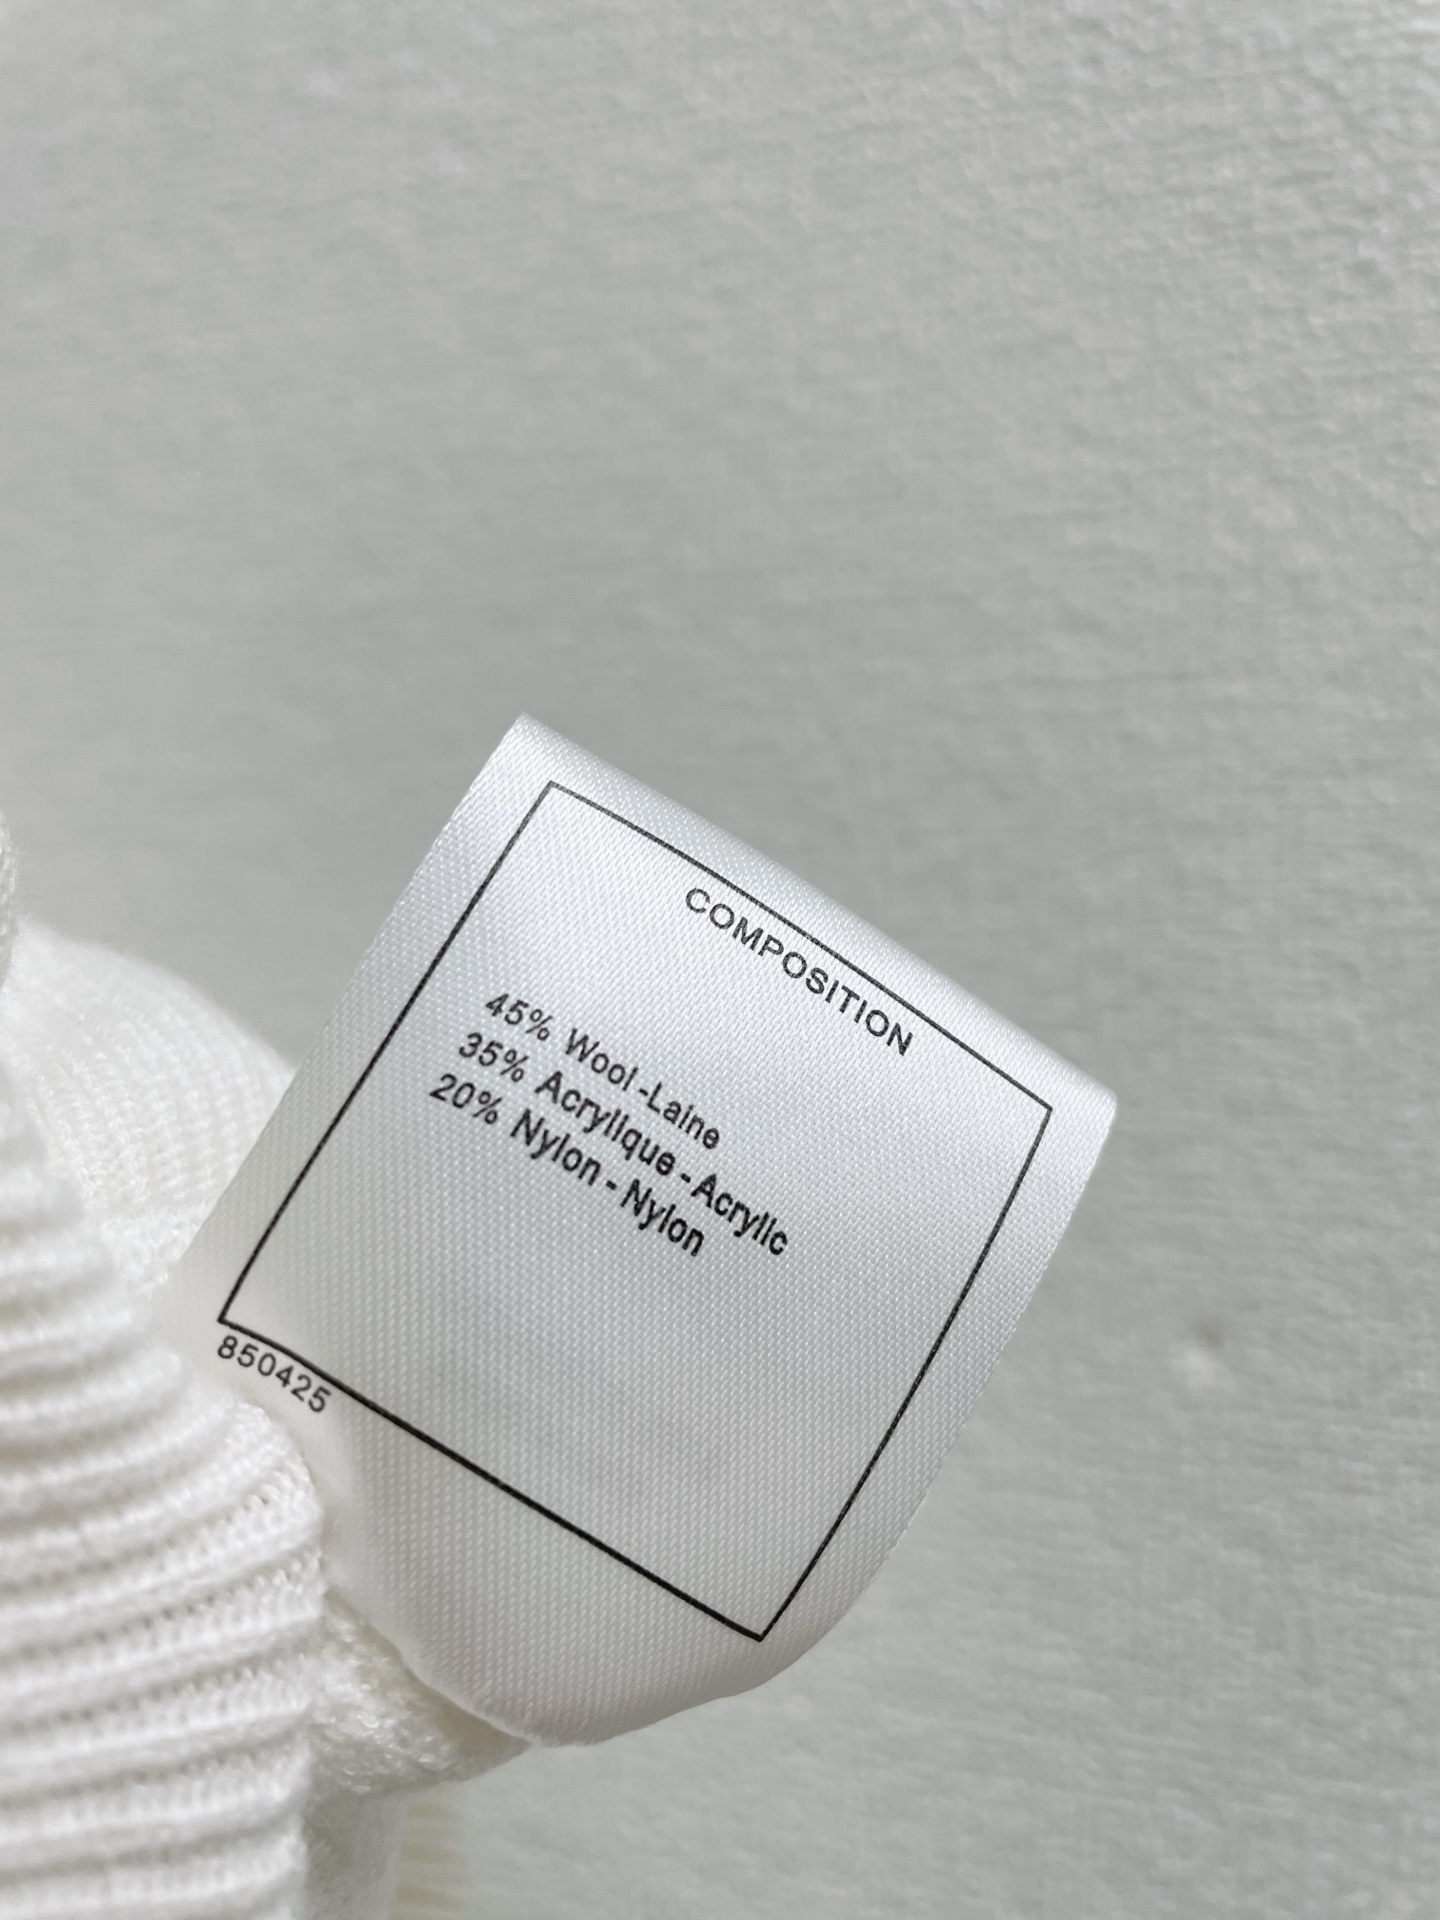 COMPOSITION
45% Wool-Laine
35% Acrylique-Acrylic
20% Nylon-Nylon
850425